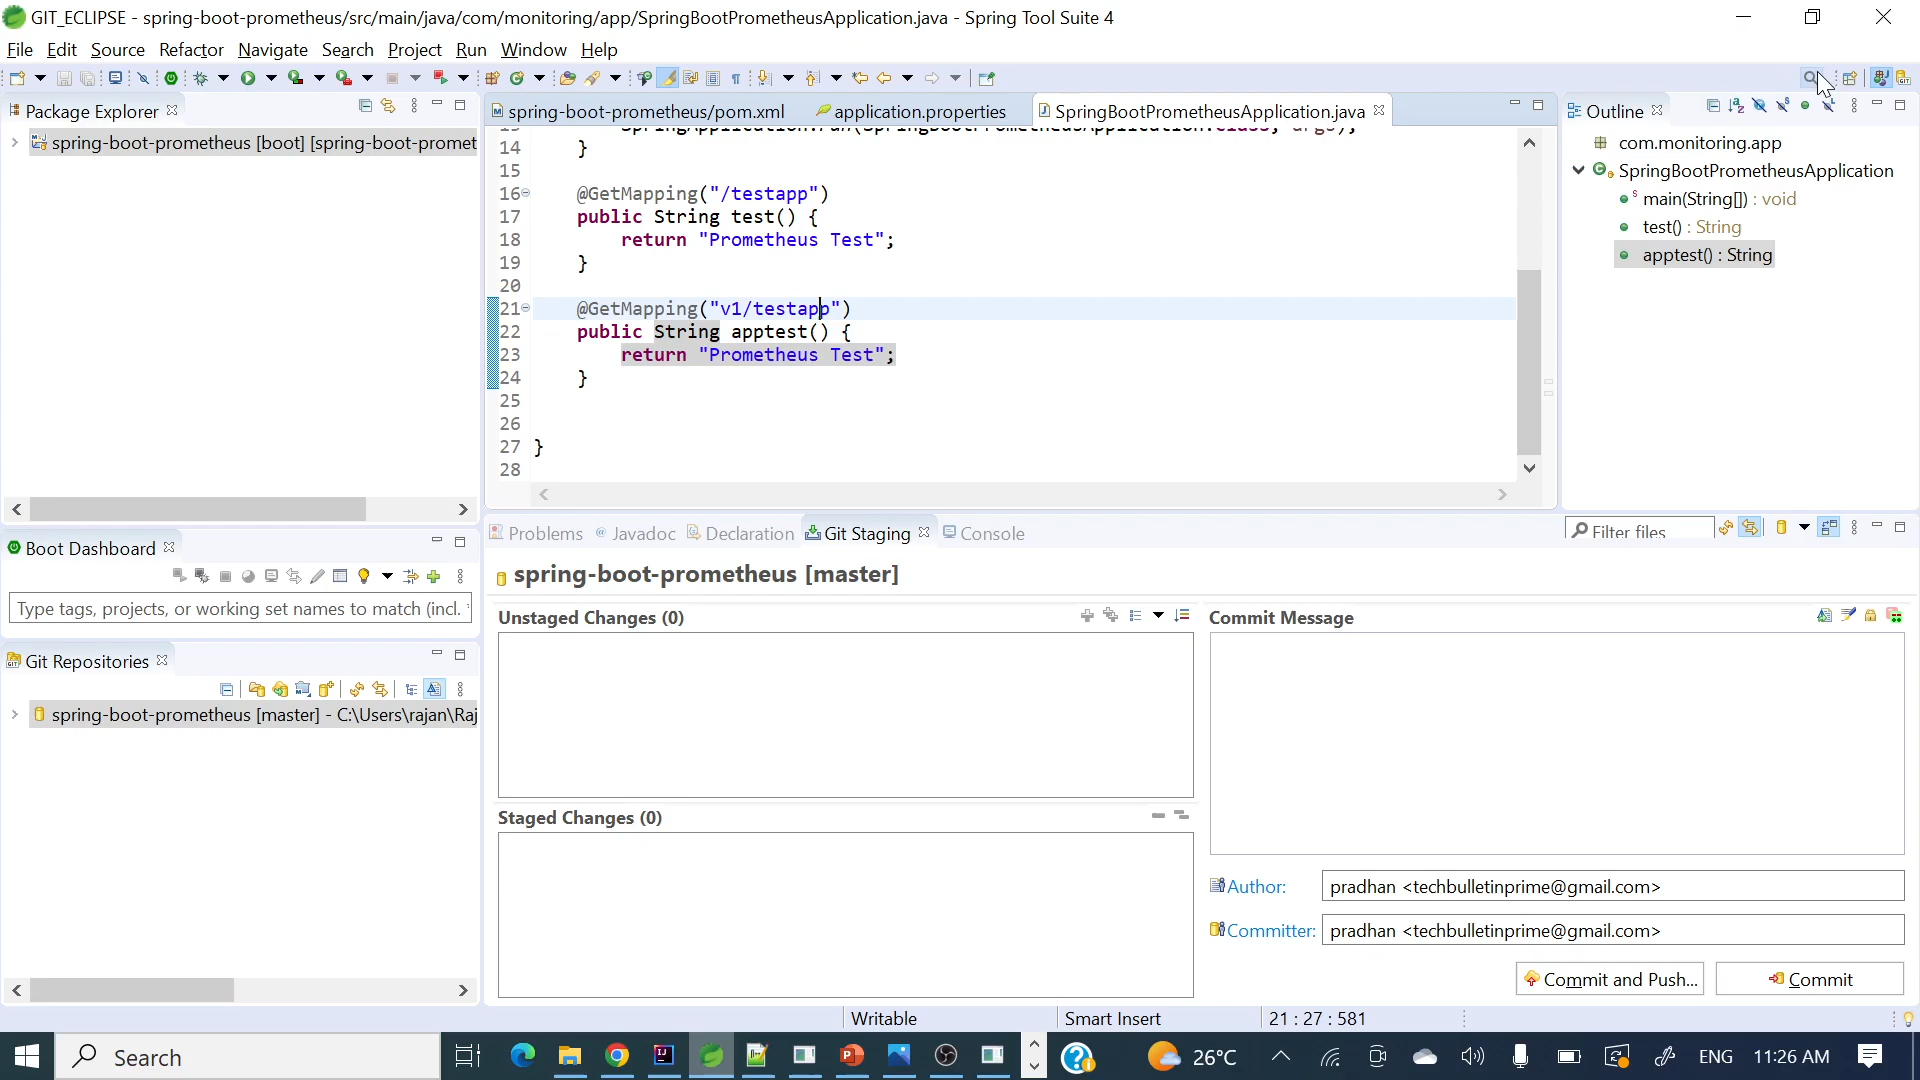 GIT_ECLIPSE - spring-boot-prometheus/src/main/java/com/monitoring/app/SpringBootPrometheusApplication.java - Spring Tool Suite 4
File Edit Source Refactor Navigate Search Project Run Window Help
Package Explorer
spring-boot-prometheus [boot] [spring-boot-promet
spring-boot-prometheus/pom.xml application.properties SpringBootPrometheusApplication.java
SpringApplication.run(SpringBootPrometheusApplication.class, args);
14 }
15
16 @GetMapping("/testapp")
17 public String test() {
18 return "Prometheus Test";
19 }
20
21 @GetMapping("v1/testapp")
22 public String apptest() {
23 return "Prometheus Test";
24 }
25
26
27 }
28
Outline
com.monitoring.app
SpringBootPrometheusApplication
main(String[]) : void
test() : String
apptest() : String
Boot Dashboard
Type tags, projects, or working set names to match (incl.
Git Repositories
spring-boot-prometheus [master] - C:\Users\rajan\Raj
Problems Javadoc Declaration Git Staging Console
Filter files
spring-boot-prometheus [master]
Unstaged Changes (0)
Staged Changes (0)
Commit Message
Author: pradhan <techbulletinprime@gmail.com>
Committer: pradhan <techbulletinprime@gmail.com>
Commit and Push... Commit
Writable Smart Insert 21 : 27 : 581
Search 26°C ENG 11:26 AM